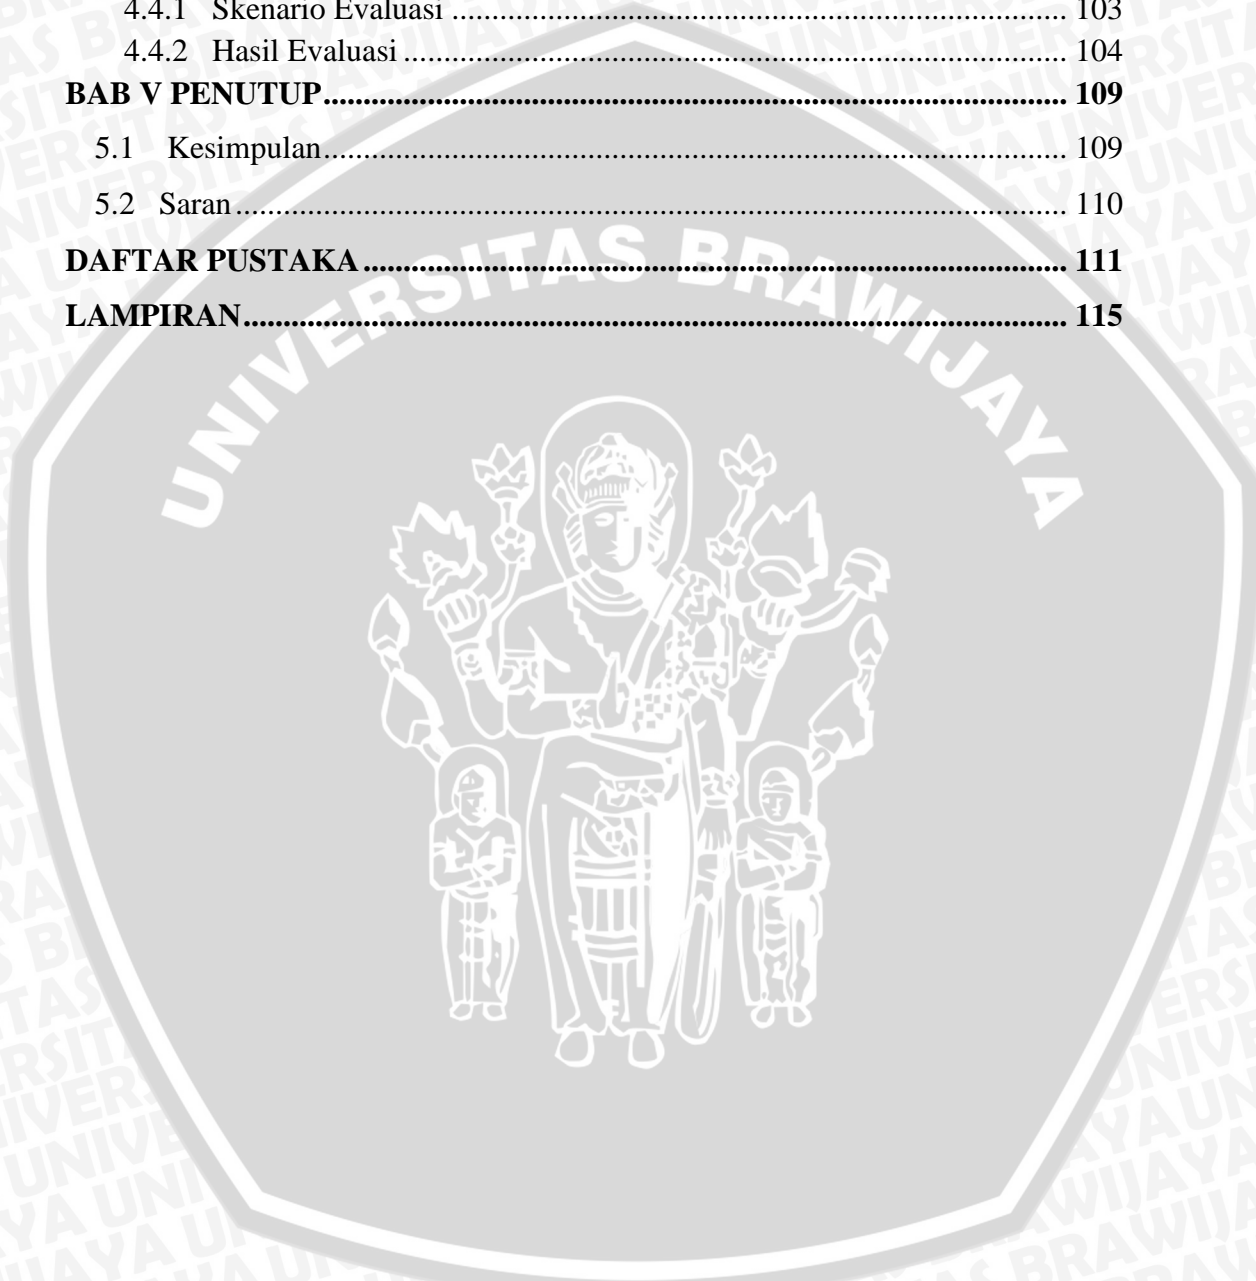 4.4.1 Skenario Evaluasi ................................................................ 103
4.4.2 Hasil Evaluasi ..................................................................... 104
BAB V PENUTUP............................................................................ 109
5.1 Kesimpulan............................................................................. 109
5.2 Saran ...................................................................................... 110
DAFTAR PUSTAKA ........................................................................ 111
LAMPIRAN..................................................................................... 115
UNIVERSITAS BRAWIJAYA